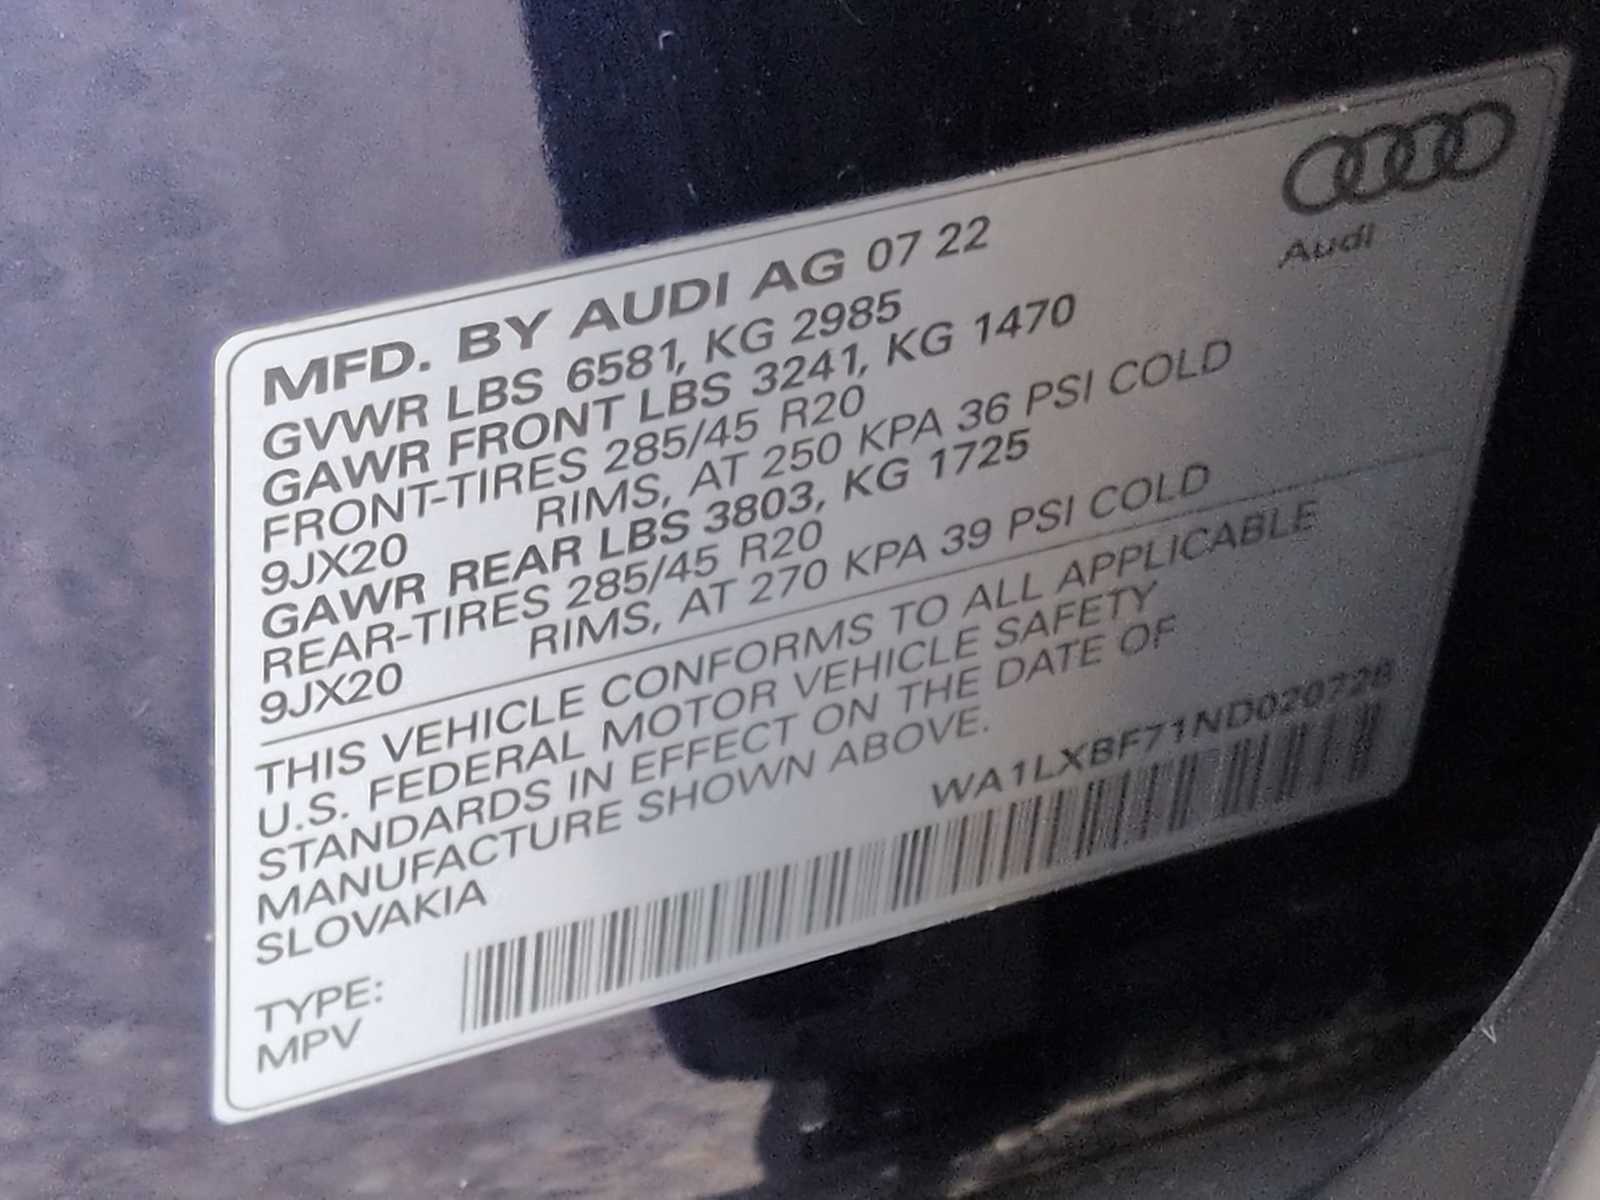 Audi
MFD. BY AUDI AG 07 22
GVWR LBS 6581, KG 2985
GAWR FRONT LBS 3241, KG 1470
FRONT-TIRES 285/45 R20
9JX20 RIMS, AT 250 KPA 36 PSI COLD
GAWR REAR LBS 3803, KG 1725
REAR-TIRES 285/45 R20
9JX20 RIMS, AT 270 KPA 39 PSI COLD
THIS VEHICLE CONFORMS TO ALL APPLICABLE
U.S. FEDERAL MOTOR VEHICLE SAFETY
STANDARDS IN EFFECT ON THE DATE OF
MANUFACTURE SHOWN ABOVE.
SLOVAKIA
WA1LXBF71ND020728
TYPE:
MPV